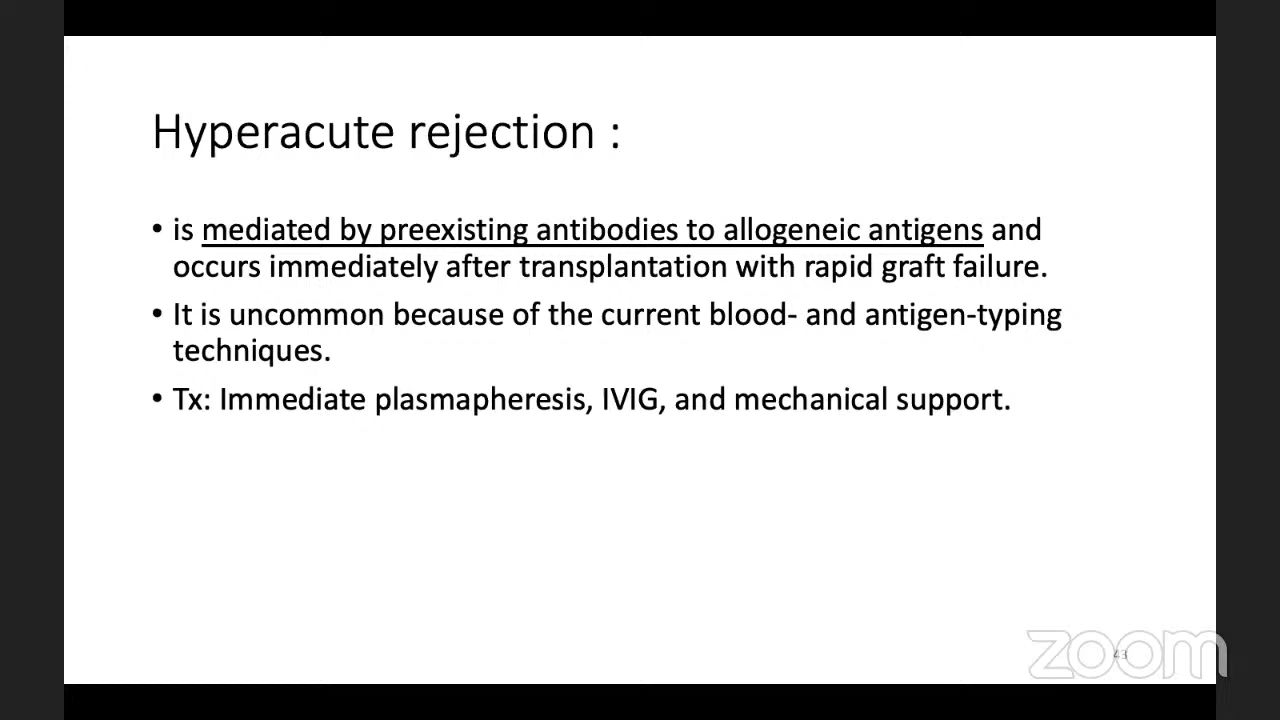 Hyperacute rejection :
• is mediated by preexisting antibodies to allogeneic antigens and
occurs immediately after transplantation with rapid graft failure.
• It is uncommon because of the current blood- and antigen-typing
techniques.
• Tx: Immediate plasmapheresis, IVIG, and mechanical support.
43
zoom